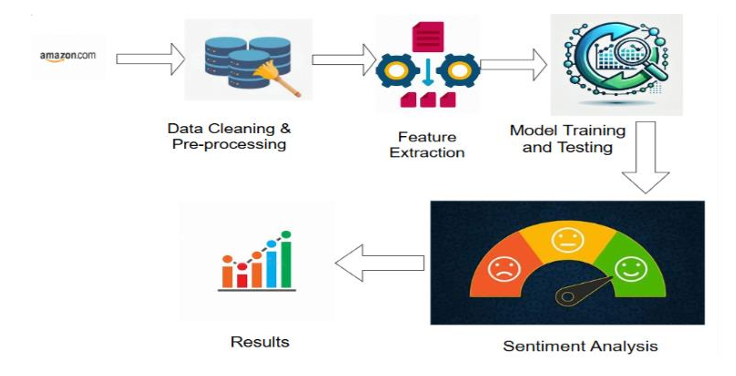 amazon.com
Data Cleaning &
Pre-processing
Feature
Extraction
Model Training
and Testing
Results
Sentiment Analysis